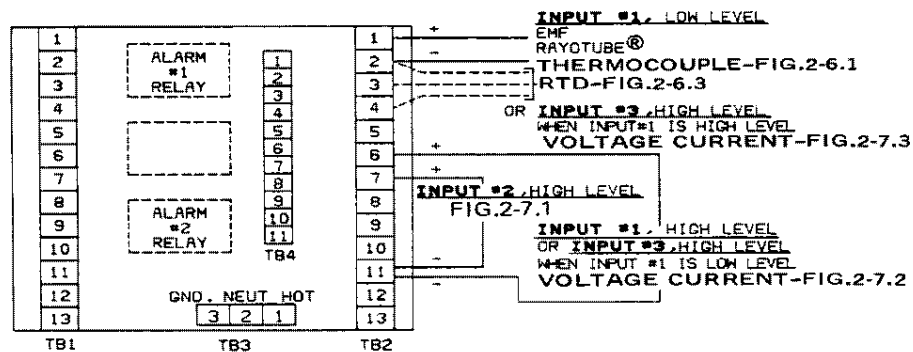 INPUT #1, LOW LEVEL
EMF
RAYOTUBE®
THERMOCOUPLE-FIG.2-6.1
RTD-FIG.2-6.3
OR INPUT #3,HIGH LEVEL
WHEN INPUT#1 IS HIGH LEVEL
VOLTAGE CURRENT-FIG.2-7.3
INPUT #2,HIGH LEVEL
FIG.2-7.1
INPUT #1, HIGH LEVEL
OR INPUT #3,HIGH LEVEL
WHEN INPUT #1 IS LOW LEVEL
VOLTAGE CURRENT-FIG.2-7.2
+
-
+
+
-
-
1
2
3
4
5
6
7
8
9
10
11
12
13
TB1
ALARM
#1
RELAY
ALARM
#2
RELAY
1
2
3
4
5
6
7
8
9
10
11
TB4
GND. NEUT HOT
3 2 1
TB3
1
2
3
4
5
6
7
8
9
10
11
12
13
TB2